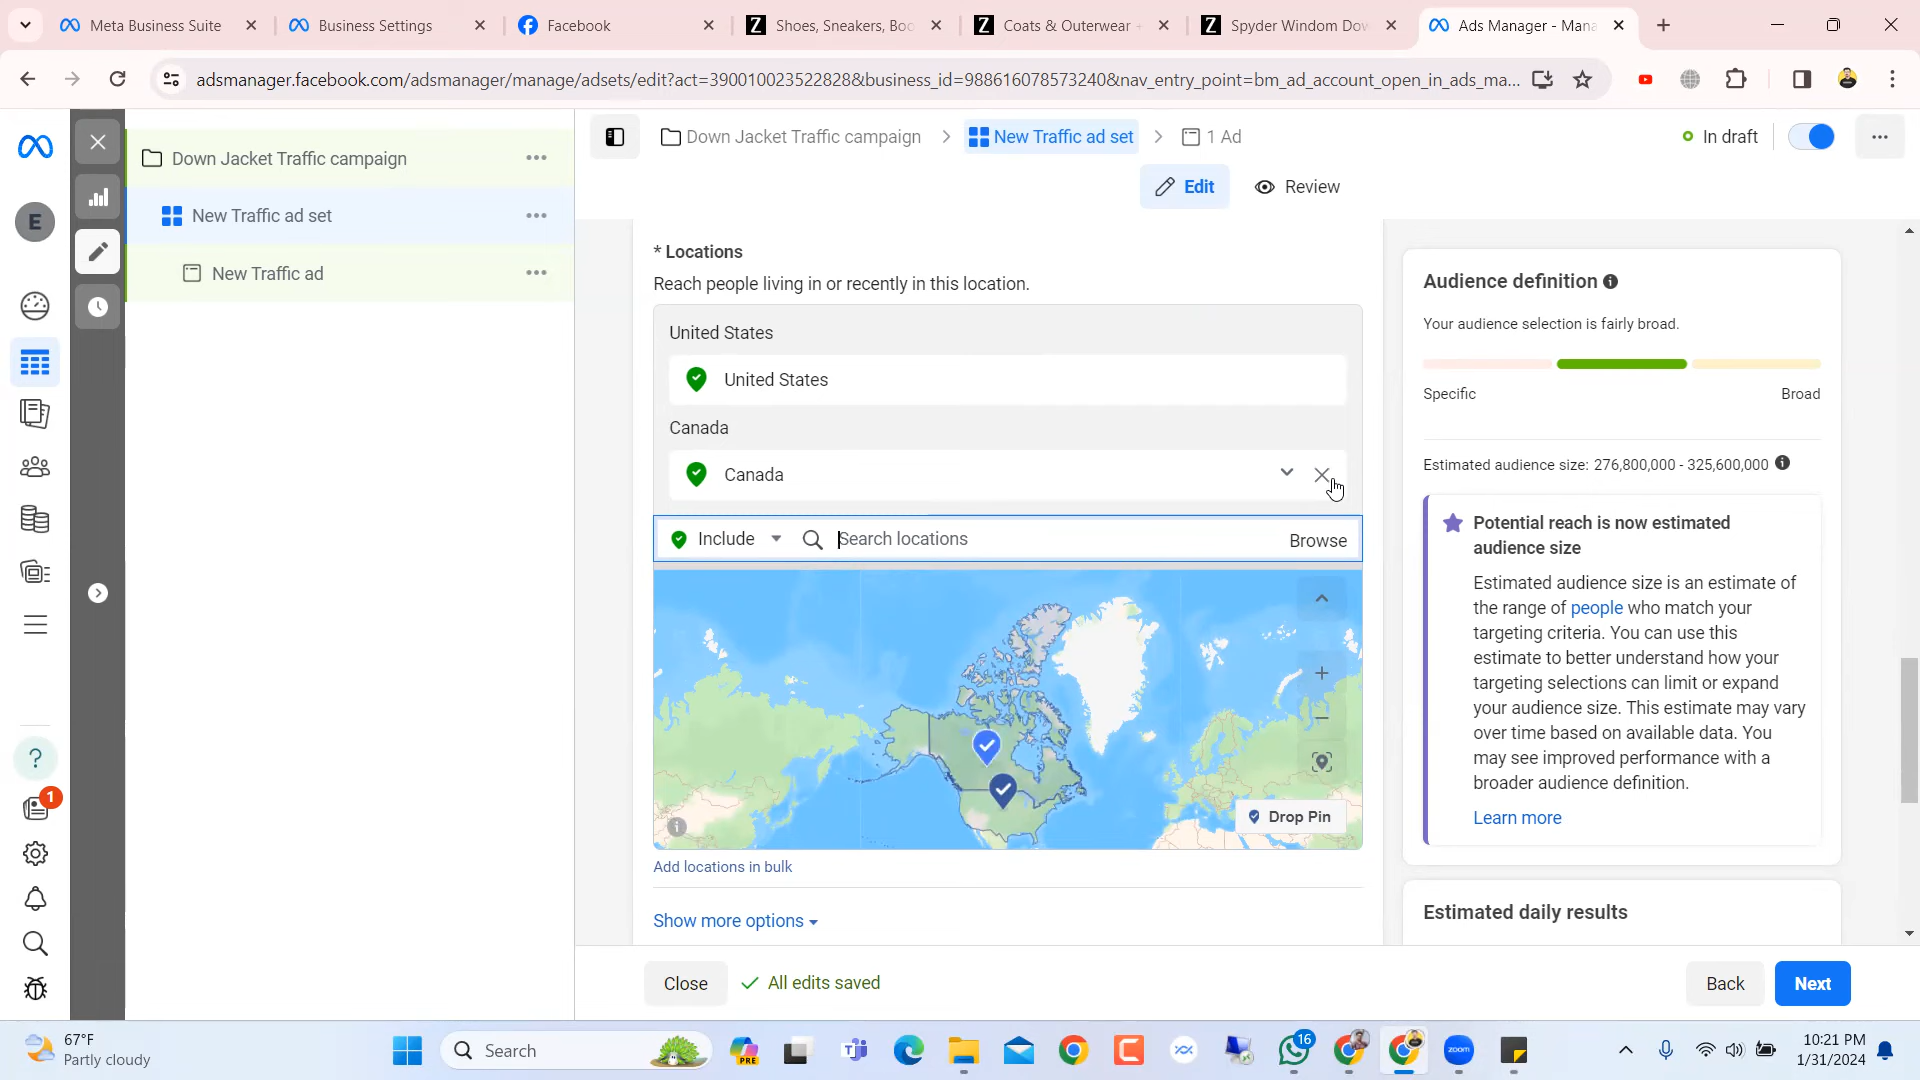 Meta Business Suite
Business Settings
Facebook
Shoes, Sneakers, Boo
Coats & Outerwear +
Spyder Windom Dow
Ads Manager - Mana
adsmanager.facebook.com/adsmanager/manage/adsets/edit?act=390010023522828&business_id=988616078573240&nav_entry_point=bm_ad_account_open_in_ads_ma...
E
Down Jacket Traffic campaign
New Traffic ad set
New Traffic ad
Down Jacket Traffic campaign
New Traffic ad set
1 Ad
In draft
Edit
Review
* Locations
Reach people living in or recently in this location.
United States
United States
Canada
Canada
Include
Search locations
Browse
Drop Pin
Add locations in bulk
Show more options
Audience definition
Your audience selection is fairly broad.
Specific
Broad
Estimated audience size: 276,800,000 - 325,600,000
Potential reach is now estimated
audience size
Estimated audience size is an estimate of
the range of people who match your
targeting criteria. You can use this
estimate to better understand how your
targeting selections can limit or expand
your audience size. This estimate may vary
over time based on available data. You
may see improved performance with a
broader audience definition.
Learn more
Estimated daily results
Close
All edits saved
Back
Next
1
67°F
Partly cloudy
Search
PRE
16
zoom
10:21 PM
1/31/2024